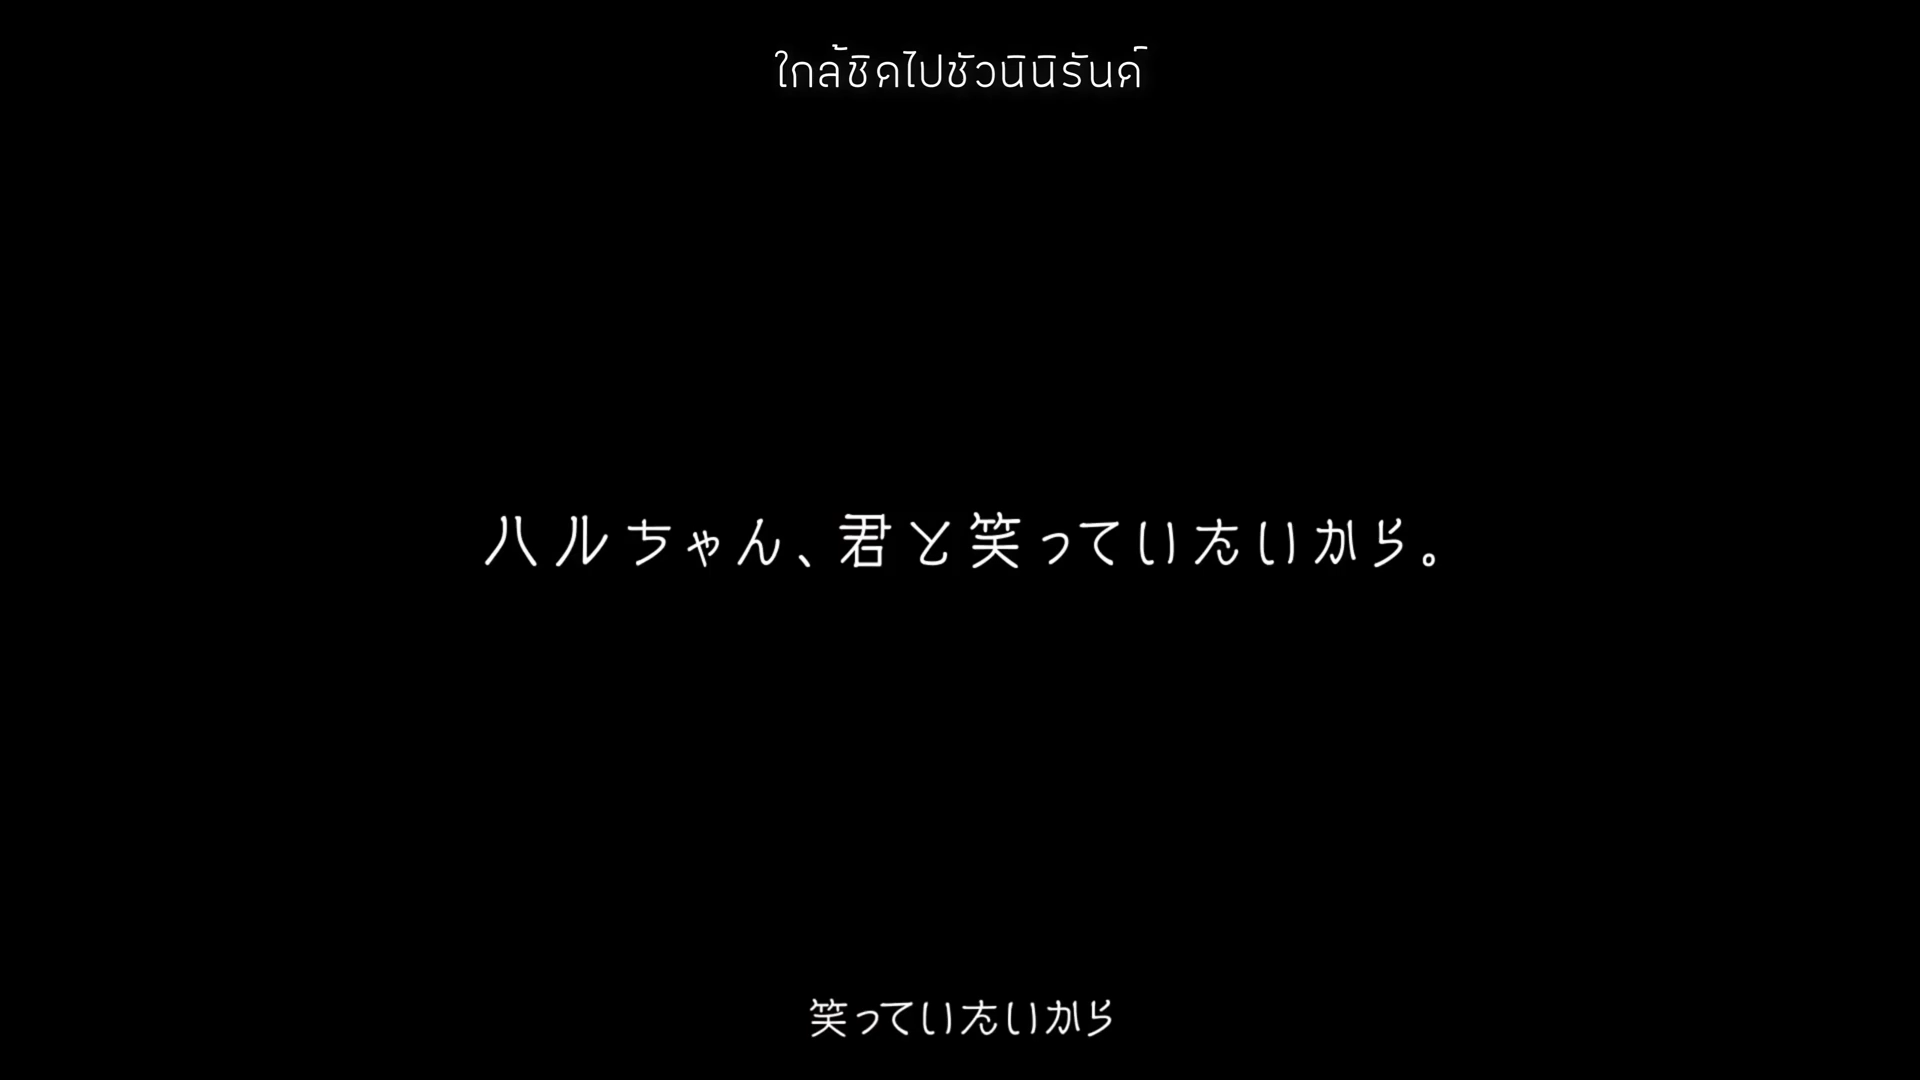 ใกล้ชิดไปชัวนินิรันด์
ハルちゃん、君と笑っていたいから。
笑っていたいから